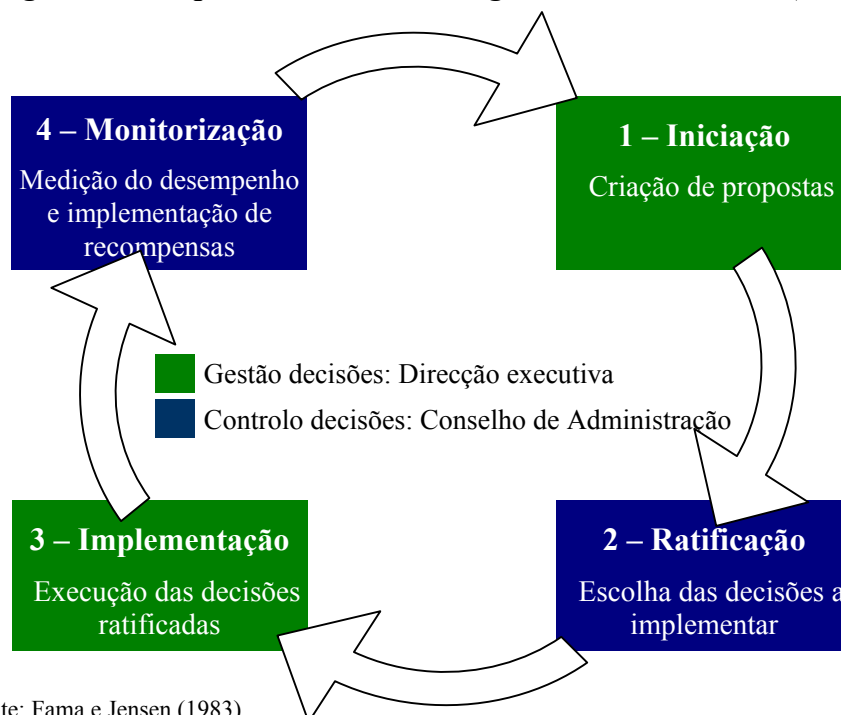 4 – Monitorização
Medição do desempenho
e implementação de
recompensas
1 – Iniciação
Criação de propostas
Gestão decisões: Direcção executiva
Controlo decisões: Conselho de Administração
3 – Implementação
Execução das decisões
ratificadas
2 – Ratificação
Escolha das decisões a
implementar
te: Fama e Jensen (1983)